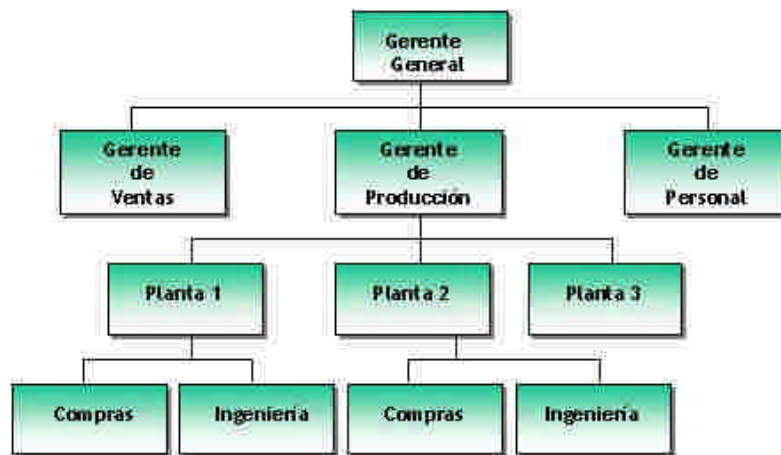 Gerente
General
Gerente
de
Ventas
Gerente
de
Producción
Gerente
de
Personal
Planta 1
Planta 2
Planta 3
Compras
Ingeniería
Compras
Ingeniería